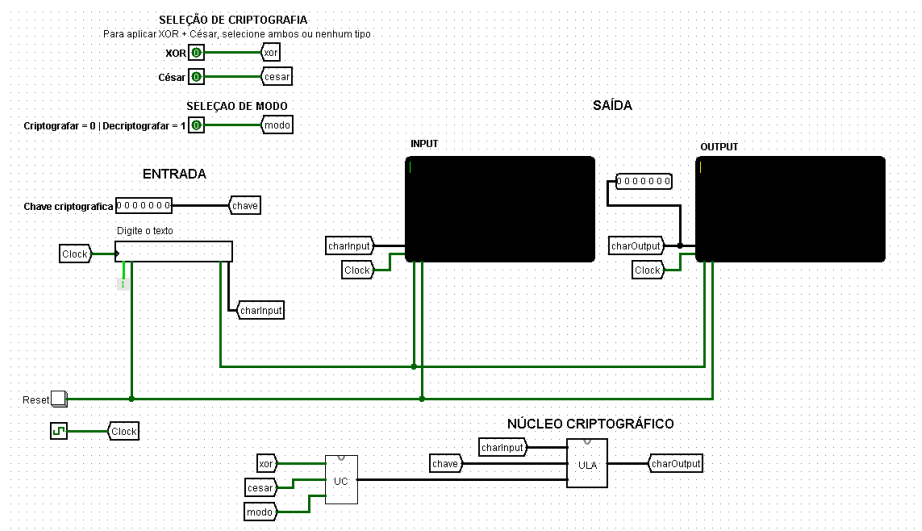 SELEÇÃO DE CRIPTOGRAFIA
Para aplicar XOR + César, selecione ambos ou nenhum tipo
XOR 0 xor
César 0 cesar
SELEÇAO DE MODO
Criptografar = 0 | Decriptografar = 1 0 modo
SAÍDA
INPUT
OUTPUT
ENTRADA
0 0 0 0 0 0 0
Chave criptografica 0 0 0 0 0 0 0 chave
Digite o texto
Clock
charInput
Clock
charOutput
Clock
charInput
Reset
Clock
NÚCLEO CRIPTOGRÁFICO
charInput
xor
chave
ULA
charOutput
cesar
UC
modo